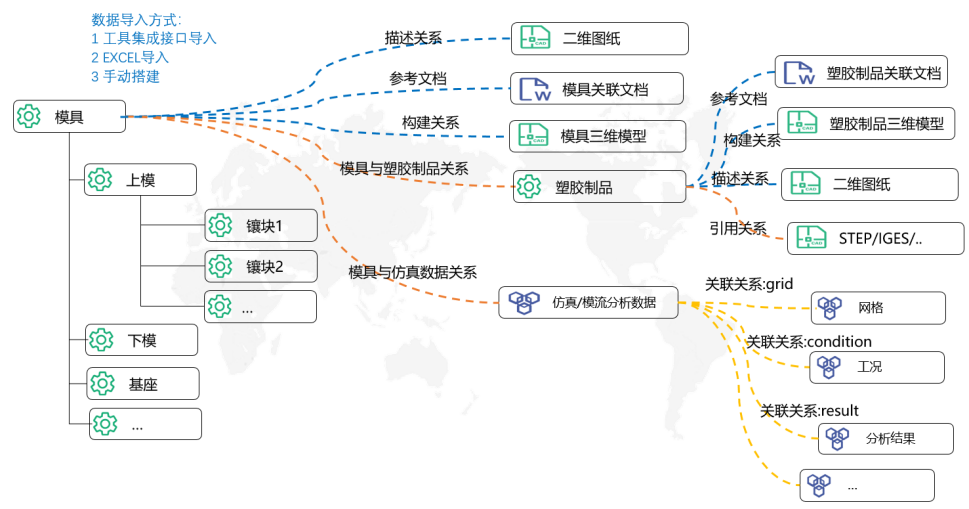 数据导入方式：
1 工具集成接口导入
2 EXCEL导入
3 手动搭建
模具
上模
镶块1
镶块2
...
下模
基座
...
描述关系
二维图纸
参考文档
模具关联文档
构建关系
模具三维模型
模具与塑胶制品关系
塑胶制品
参考文档
塑胶制品关联文档
构建关系
塑胶制品三维模型
描述关系
二维图纸
引用关系
STEP/IGES/..
模具与仿真数据关系
仿真/模流分析数据
关联关系:grid
网格
关联关系:condition
工况
关联关系:result
分析结果
...